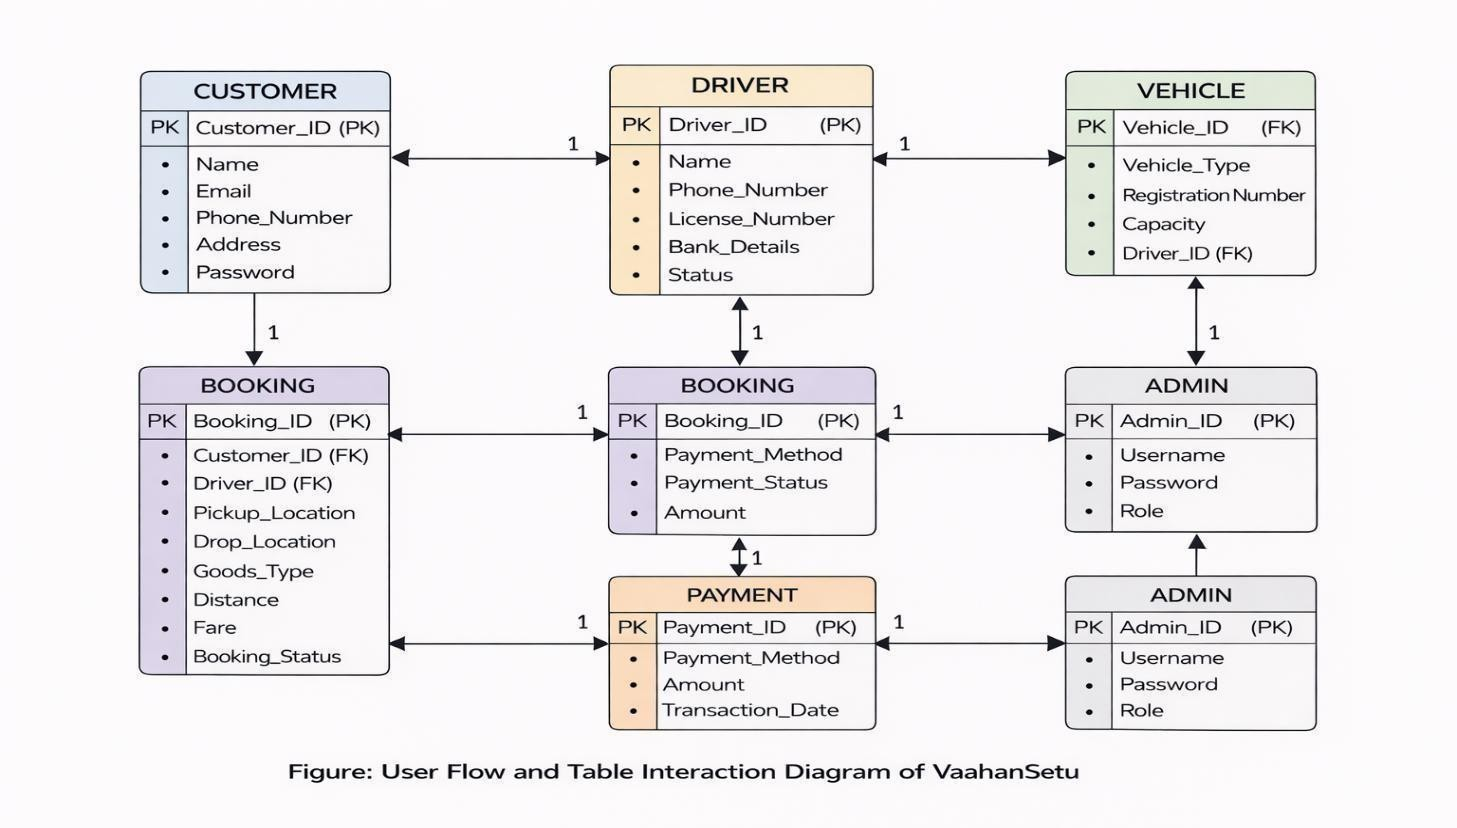 CUSTOMER
PK Customer_ID (PK)
• Name
• Email
• Phone_Number
• Address
• Password
1
DRIVER
PK Driver_ID (PK)
• Name
• Phone_Number
• License_Number
• Bank_Details
• Status
1
VEHICLE
PK Vehicle_ID (FK)
• Vehicle_Type
• Registration Number
• Capacity
• Driver_ID (FK)
1
1
1
BOOKING
PK Booking_ID (PK)
• Customer_ID (FK)
• Driver_ID (FK)
• Pickup_Location
• Drop_Location
• Goods_Type
• Distance
• Fare
• Booking_Status
1
BOOKING
PK Booking_ID (PK)
• Payment_Method
• Payment_Status
• Amount
1
ADMIN
PK Admin_ID (PK)
• Username
• Password
• Role
1
1
PAYMENT
PK Payment_ID (PK)
• Payment_Method
• Amount
• Transaction_Date
1
ADMIN
PK Admin_ID (PK)
• Username
• Password
• Role
Figure: User Flow and Table Interaction Diagram of VaahanSetu